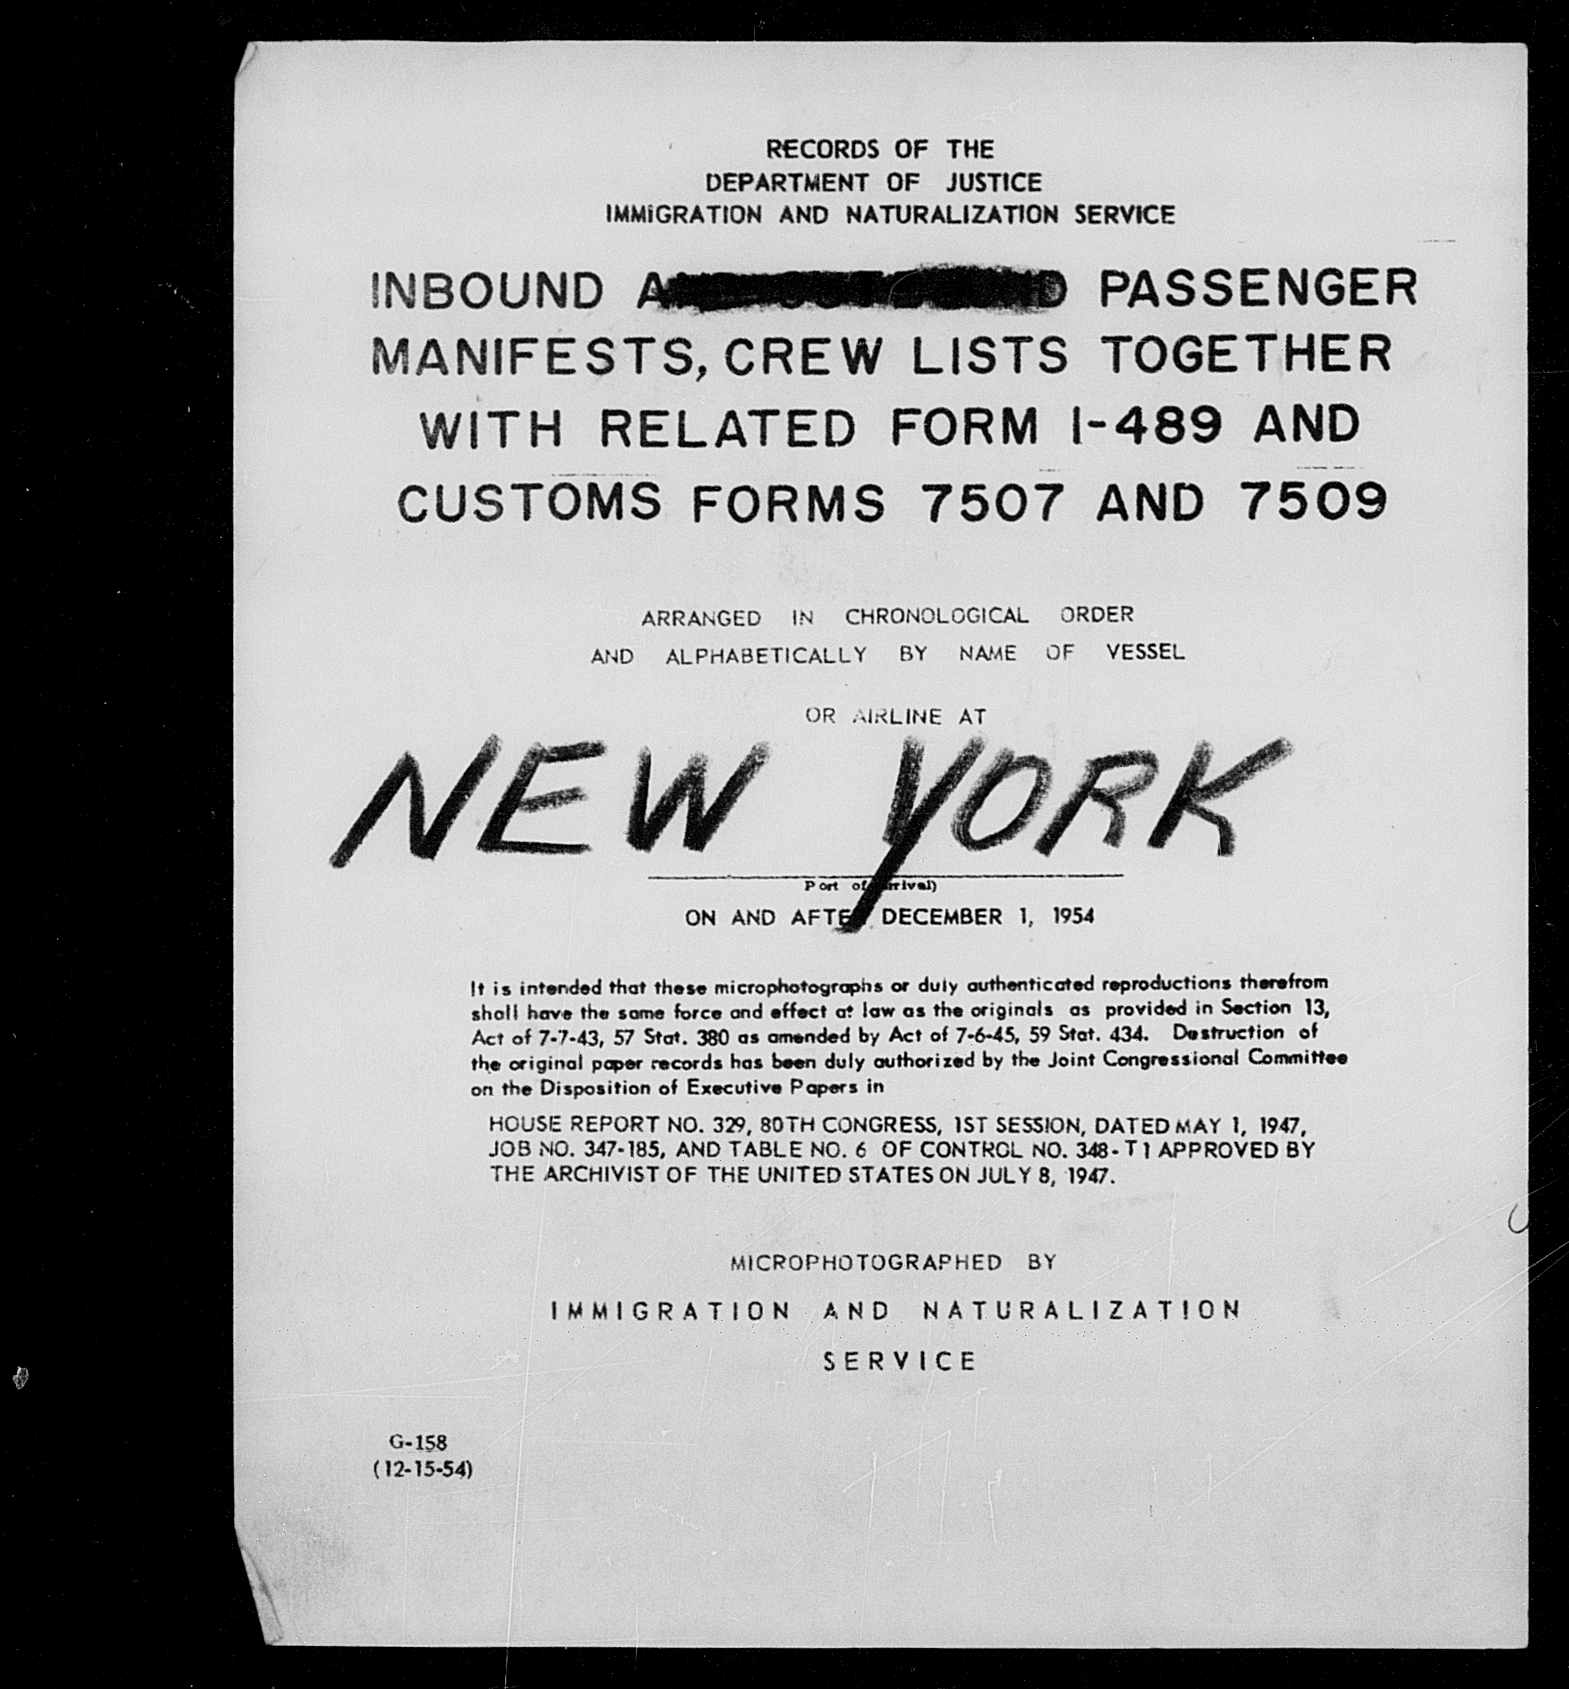 RECORDS OF THE
DEPARTMENT OF JUSTICE
IMMIGRATION AND NATURALIZATION SERVICE
INBOUND PASSENGER
MANIFESTS, CREW LISTS TOGETHER
WITH RELATED FORM I-489 AND
CUSTOMS FORMS 7507 AND 7509
ARRANGED IN CHRONOLOGICAL ORDER
AND ALPHABETICALLY BY NAME OF VESSEL
OR AIRLINE AT
NEW YORK
Port of Arrival)
ON AND AFTER DECEMBER 1, 1954
It is intended that these microphotographs or duly authenticated reproductions therefrom
shall have the same force and effect at law as the originals as provided in Section 13,
Act of 7-7-43, 57 Stat. 380 as amended by Act of 7-6-45, 59 Stat. 434. Destruction of
the original paper records has been duly authorized by the Joint Congressional Committee
on the Disposition of Executive Papers in
HOUSE REPORT NO. 329, 80TH CONGRESS, 1ST SESSION, DATED MAY 1, 1947,
JOB NO. 347-185, AND TABLE NO. 6 OF CONTROL NO. 348-T1 APPROVED BY
THE ARCHIVIST OF THE UNITED STATES ON JULY 8, 1947.
MICROPHOTOGRAPHED BY
IMMIGRATION AND NATURALIZATION
SERVICE
G-158
(12-15-54)